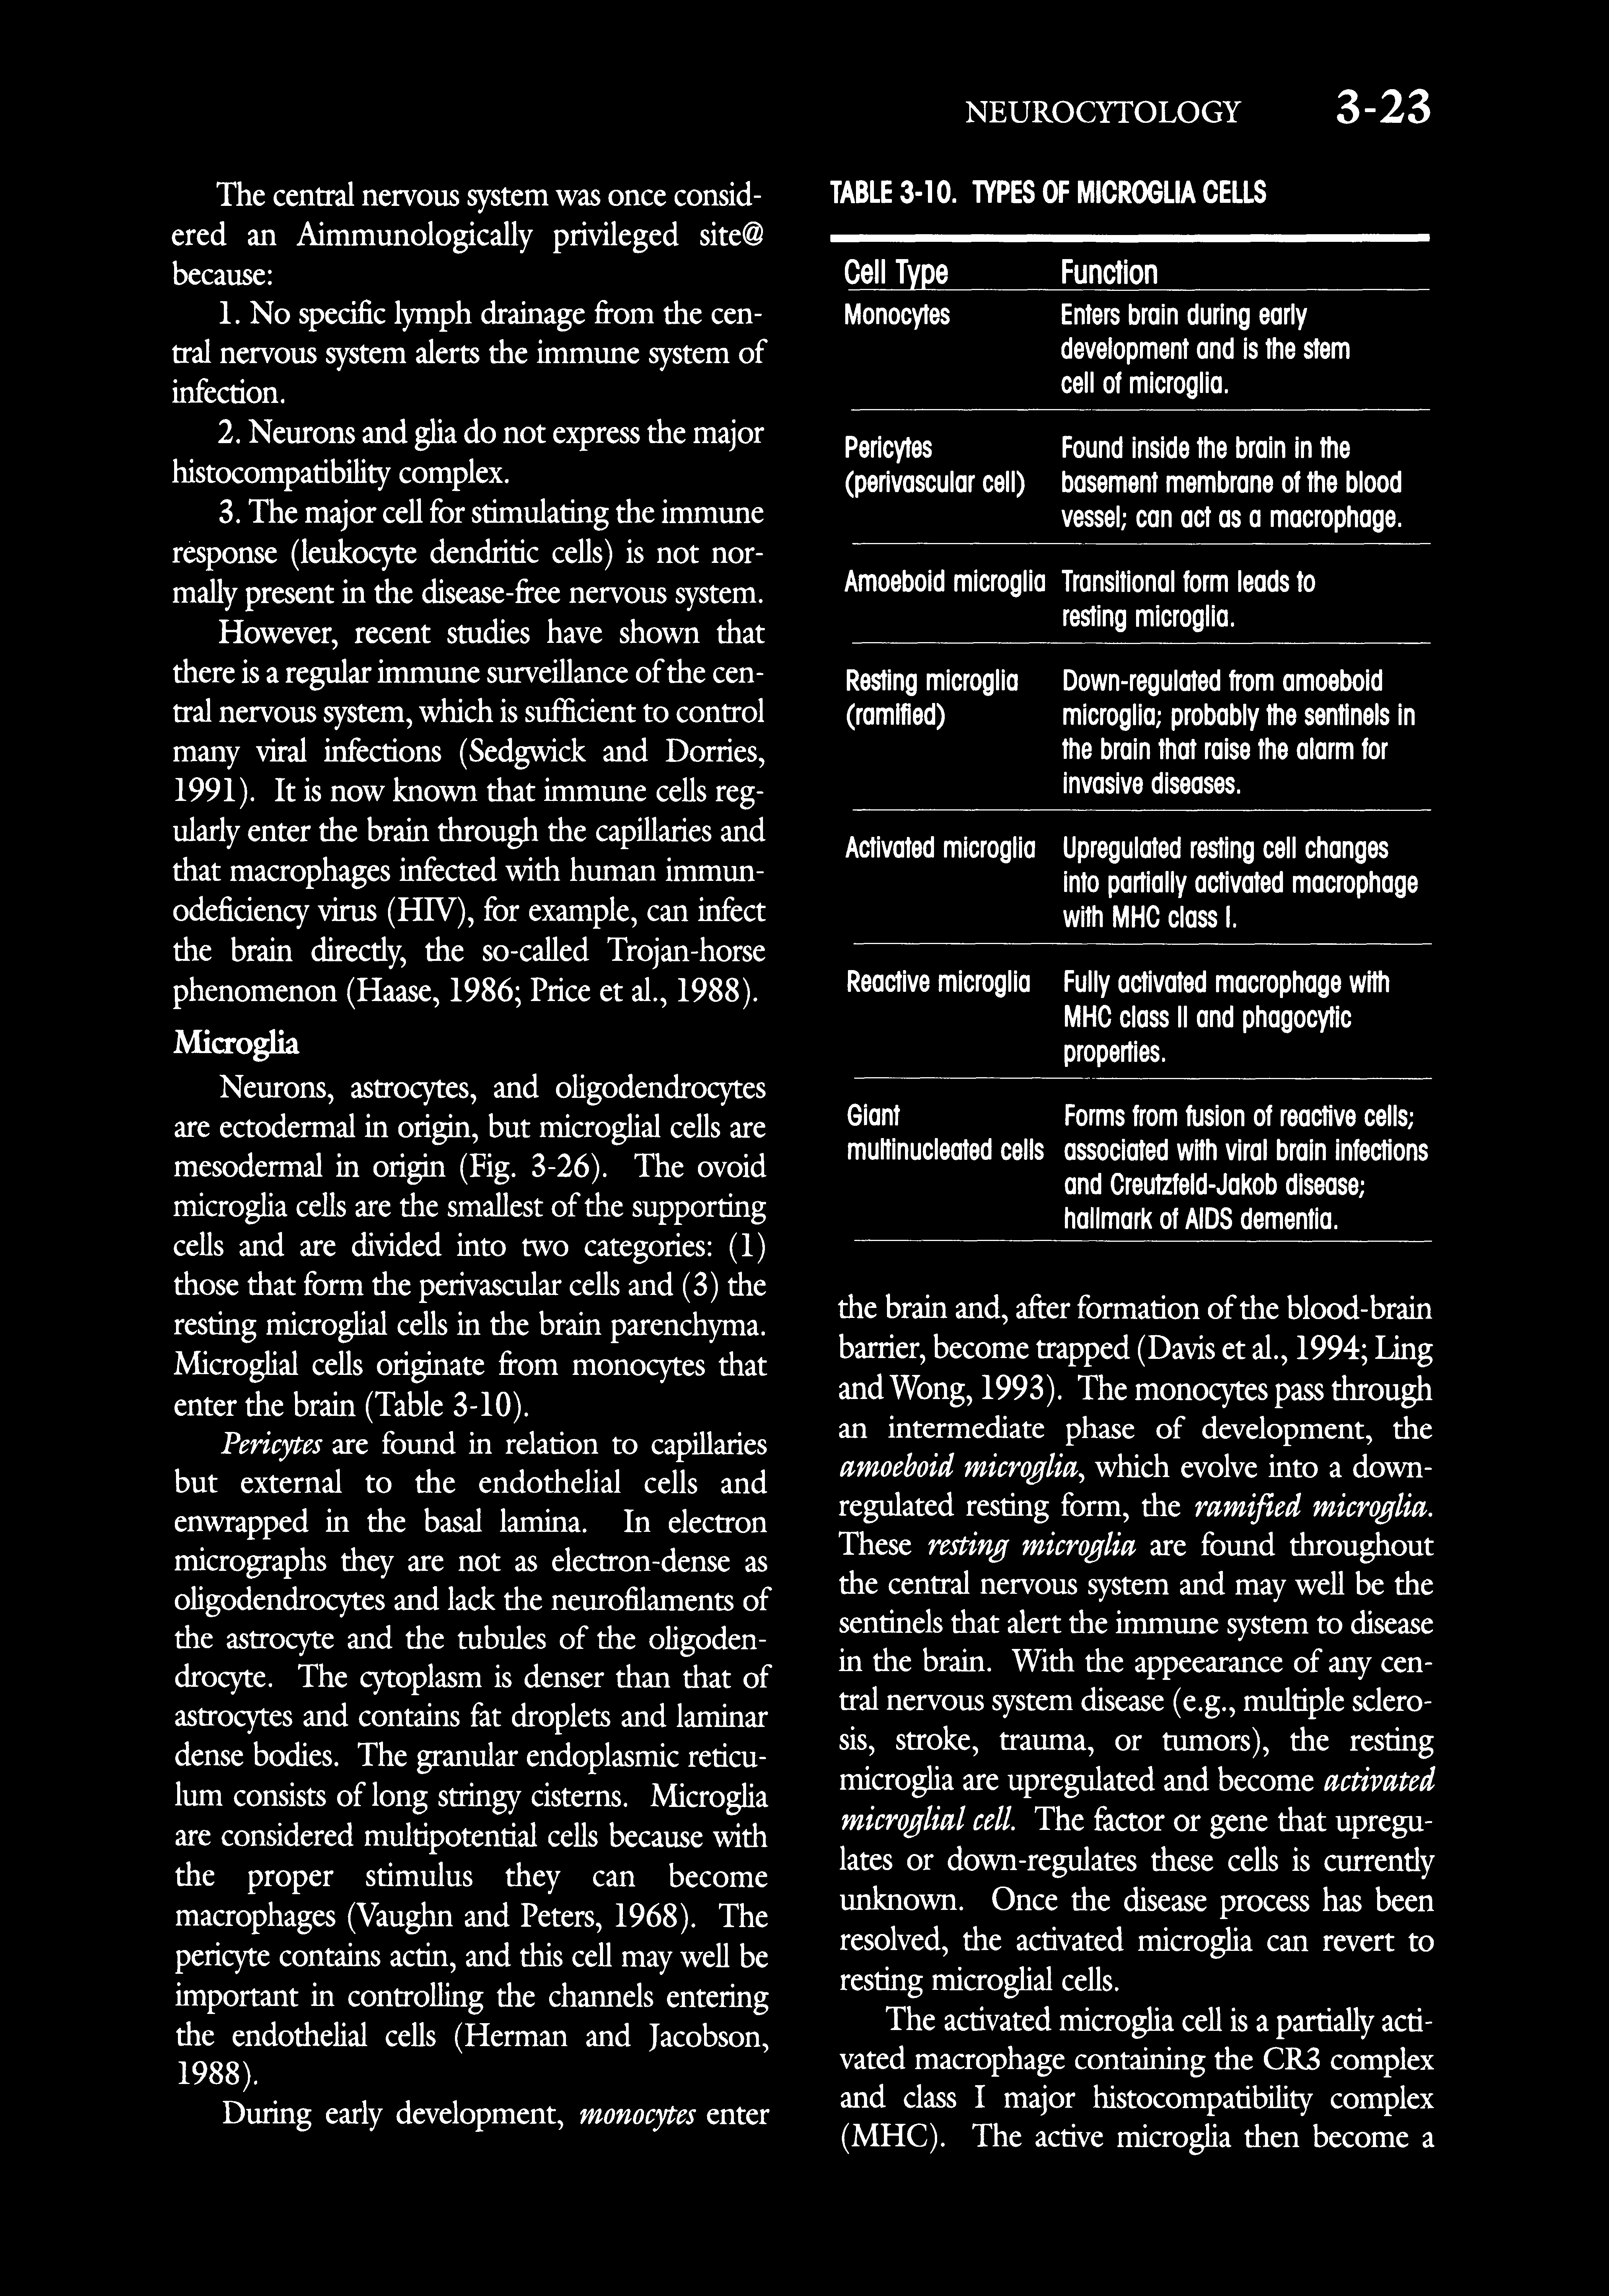 NEUROCYTOLOGY 3-23
The central nervous system was once consid-
ered an Aimmunologically privileged site@
because:
1. No specific lymph drainage from the cen-
tral nervous system alerts the immune system of
infection.
2. Neurons and glia do not express the major
histocompatibility complex.
3. The major cell for stimulating the immune
response (leukocyte dendritic cells) is not nor-
mally present in the disease-free nervous system.
However, recent studies have shown that
there is a regular immune surveillance of the cen-
tral nervous system, which is sufficient to control
many viral infections (Sedgwick and Dorries,
1991). It is now known that immune cells reg-
ularly enter the brain through the capillaries and
that macrophages infected with human immun-
odeficiency virus (HIV), for example, can infect
the brain directly, the so-called Trojan-horse
phenomenon (Haase, 1986; Price et al., 1988).
Microglia
Neurons, astrocytes, and oligodendrocytes
are ectodermal in origin, but microglial cells are
mesodermal in origin (Fig. 3-26). The ovoid
microglia cells are the smallest of the supporting
cells and are divided into two categories: (1)
those that form the perivascular cells and (3) the
resting microglial cells in the brain parenchyma.
Microglial cells originate from monocytes that
enter the brain (Table 3-10).
Pericytes are found in relation to capillaries
but external to the endothelial cells and
enwrapped in the basal lamina. In electron
micrographs they are not as electron-dense as
oligodendrocytes and lack the neurofilaments of
the astrocyte and the tubules of the oligoden-
drocyte. The cytoplasm is denser than that of
astrocytes and contains fat droplets and laminar
dense bodies. The granular endoplasmic reticu-
lum consists of long stringy cisterns. Microglia
are considered multipotential cells because with
the proper stimulus they can become
macrophages (Vaughn and Peters, 1968). The
pericyte contains actin, and this cell may well be
important in controlling the channels entering
the endothelial cells (Herman and Jacobson,
1988).
During early development, monocytes enter
TABLE 3-10. TYPES OF MICROGLIA CELLS
Cell Type Function
Monocytes Enters brain during early
development and is the stem
cell of microglia.
Pericytes Found inside the brain in the
(perivascular cell) basement membrane of the blood
vessel; can act as a macrophage.
Amoeboid microglia Transitional form leads to
resting microglia.
Resting microglia Down-regulated from amoeboid
(ramified) microglia; probably the sentinels in
the brain that raise the alarm for
invasive diseases.
Activated microglia Upregulated resting cell changes
into partially activated macrophage
with MHC class I.
Reactive microglia Fully activated macrophage with
MHC class II and phagocytic
properties.
Giant Forms from fusion of reactive cells;
multinucleated cells associated with viral brain infections
and Creutzfeld-Jakob disease;
hallmark of AIDS dementia.
the brain and, after formation of the blood-brain
barrier, become trapped (Davis et al., 1994; Ling
and Wong, 1993). The monocytes pass through
an intermediate phase of development, the
amoeboid microglia, which evolve into a down-
regulated resting form, the ramified microglia.
These resting microglia are found throughout
the central nervous system and may well be the
sentinels that alert the immune system to disease
in the brain. With the appeearance of any cen-
tral nervous system disease (e.g., multiple sclero-
sis, stroke, trauma, or tumors), the resting
microglia are upregulated and become activated
microglial cell. The factor or gene that upregu-
lates or down-regulates these cells is currently
unknown. Once the disease process has been
resolved, the activated microglia can revert to
resting microglial cells.
The activated microglia cell is a partially acti-
vated macrophage containing the CR3 complex
and class I major histocompatibility complex
(MHC). The active microglia then become a